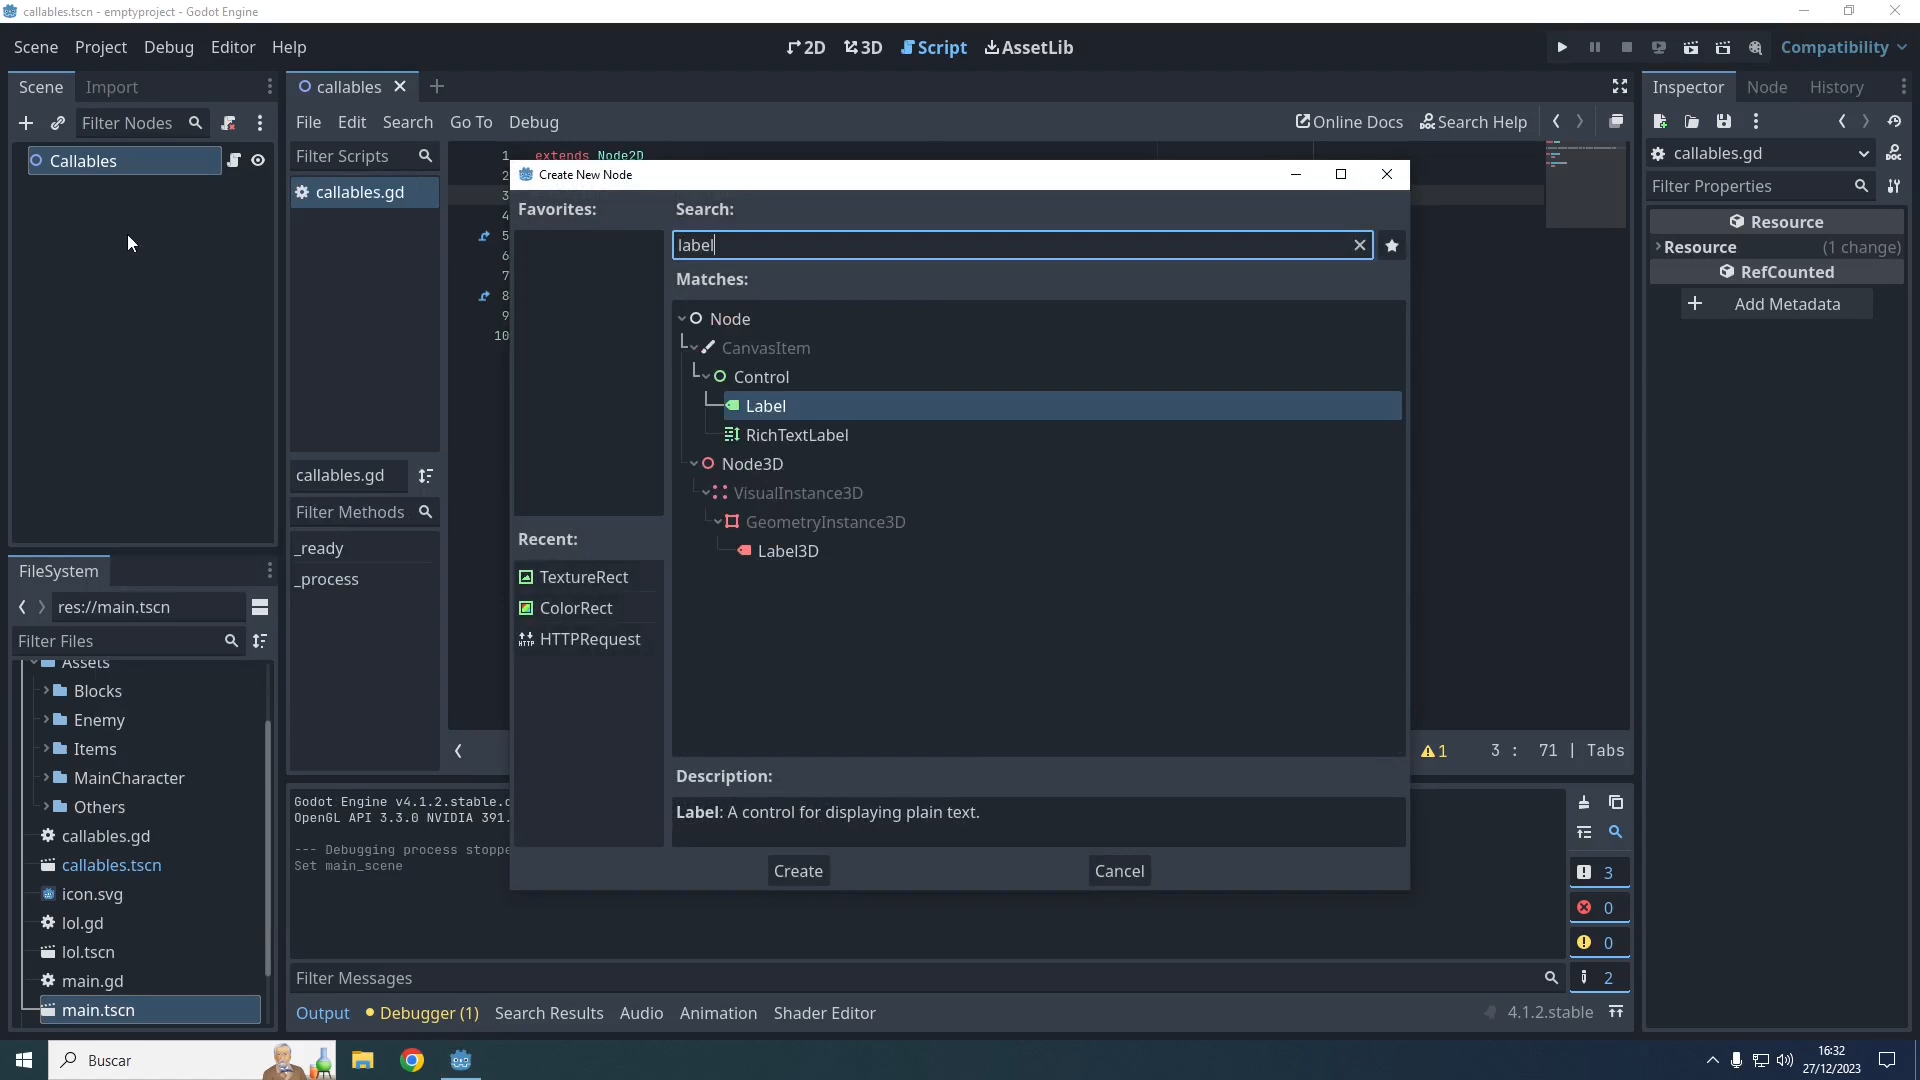 callables.tscn - emptyproject - Godot Engine
Scene Project Debug Editor Help
2D 3D Script AssetLib
Compatibility
Scene Import
callables
Inspector Node History
Filter Nodes
File Edit Search Go To Debug
Online Docs Search Help
Callables
Filter Scripts
callables.gd
callables.gd
Filter Methods
_ready
_process
1 extends Node2D
2
3
4
5
6
7
8
9
10
Create New Node
Favorites:
Search:
label
Matches:
Node
CanvasItem
Control
Label
RichTextLabel
Node3D
VisualInstance3D
GeometryInstance3D
Label3D
Recent:
TextureRect
ColorRect
HTTPRequest
Description:
Label: A control for displaying plain text.
Create Cancel
callables.gd
Filter Properties
Resource
Resource (1 change)
RefCounted
Add Metadata
1 3 : 71 | Tabs
FileSystem
res://main.tscn
Filter Files
Assets
Blocks
Enemy
Items
MainCharacter
Others
callables.gd
callables.tscn
icon.svg
lol.gd
lol.tscn
main.gd
main.tscn
Godot Engine v4.1.2.stable.
OpenGL API 3.3.0 NVIDIA 391.
--- Debugging process stoppe
Set main_scene
3
0
0
2
Filter Messages
Output Debugger (1) Search Results Audio Animation Shader Editor
4.1.2.stable
Buscar
16:32
27/12/2023